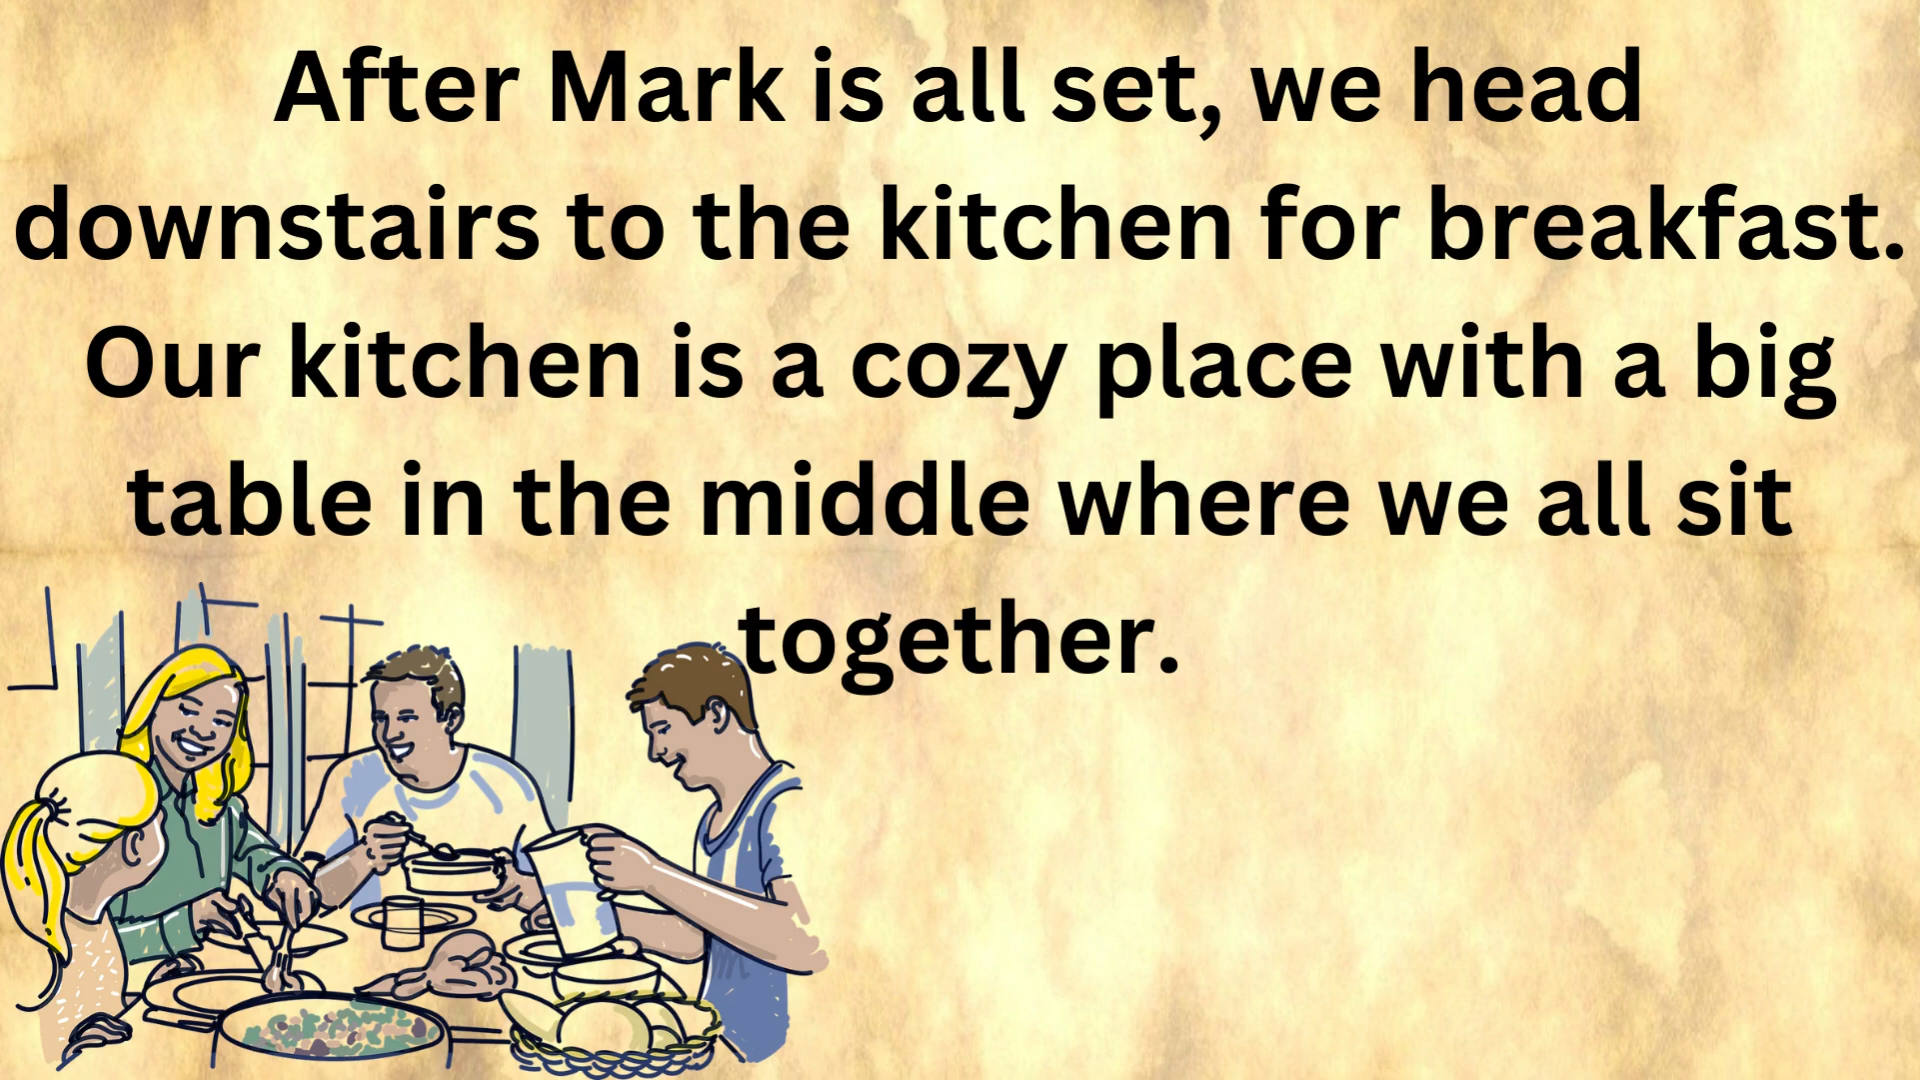 After Mark is all set, we head
downstairs to the kitchen for breakfast.
Our kitchen is a cozy place with a big
table in the middle where we all sit
together.